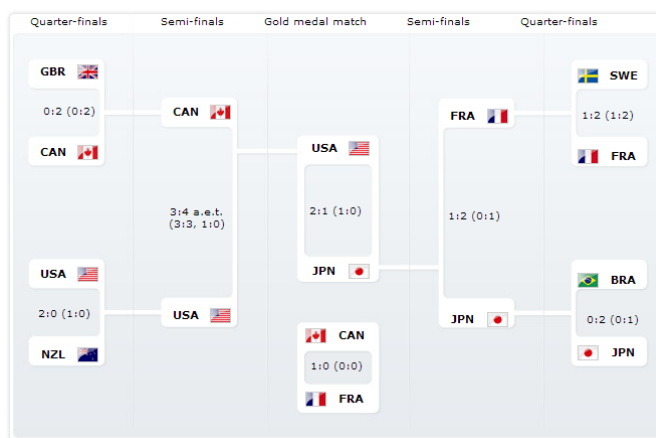 Quarter-finals Semi-finals Gold medal match Semi-finals Quarter-finals
GBR
0:2 (0:2)
CAN
USA
2:0 (1:0)
NZL
CAN
3:4 a.e.t.
(3:3, 1:0)
USA
USA
2:1 (1:0)
JPN
CAN
1:0 (0:0)
FRA
FRA
1:2 (0:1)
JPN
SWE
1:2 (1:2)
FRA
BRA
0:2 (0:1)
JPN